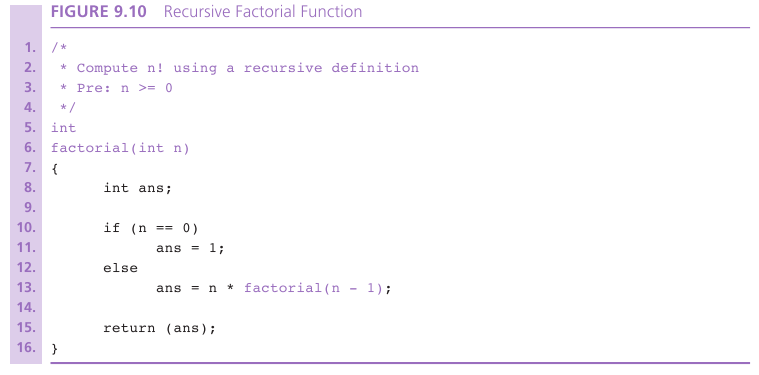 FIGURE 9.10 Recursive Factorial Function
1. /*
2. * Compute n! using a recursive definition
3. * Pre: n >= 0
4. */
5. int
6. factorial(int n)
7. {
8. int ans;
9.
10. if (n == 0)
11. ans = 1;
12. else
13. ans = n * factorial(n - 1);
14.
15. return (ans);
16. }